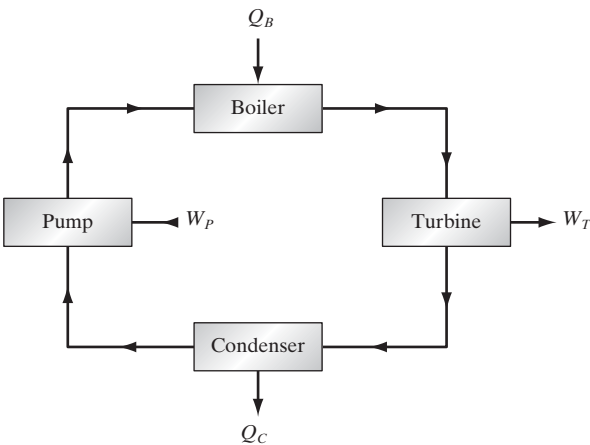 Q_B
Boiler
Pump
W_P
Turbine
W_T
Condenser
Q_C